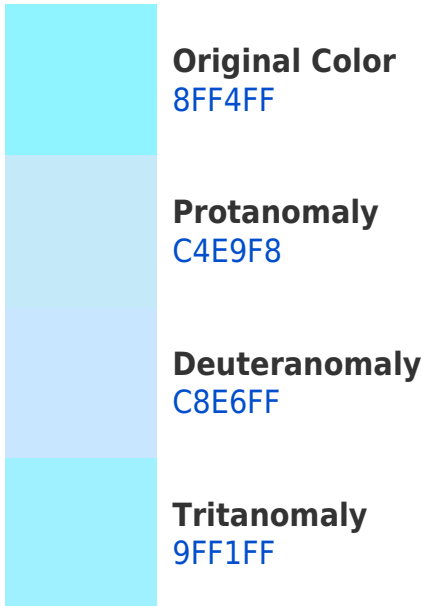 Original Color
8FF4FF
Protanomaly
C4E9F8
Deuteranomaly
C8E6FF
Tritanomaly
9FF1FF